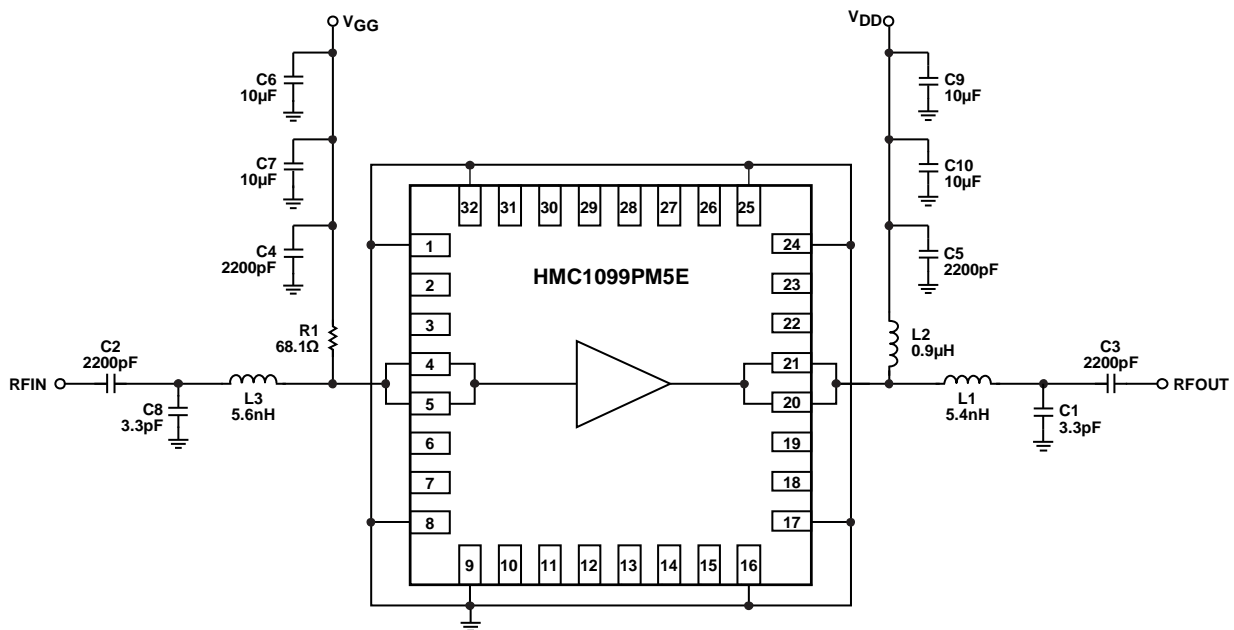 VGG
VDD
C6
10µF
C9
10µF
C7
10µF
C10
10µF
32 31 30 29 28 27 26 25
C4
2200pF
1
24
C5
2200pF
HMC1099PM5E
2
23
3
22
R1
68.1Ω
L2
0.9µH
C2
2200pF
4
21
C3
2200pF
RFIN
RFOUT
C8
3.3pF
L3
5.6nH
5
20
L1
5.4nH
C1
3.3pF
6
19
7
18
8
17
9 10 11 12 13 14 15 16